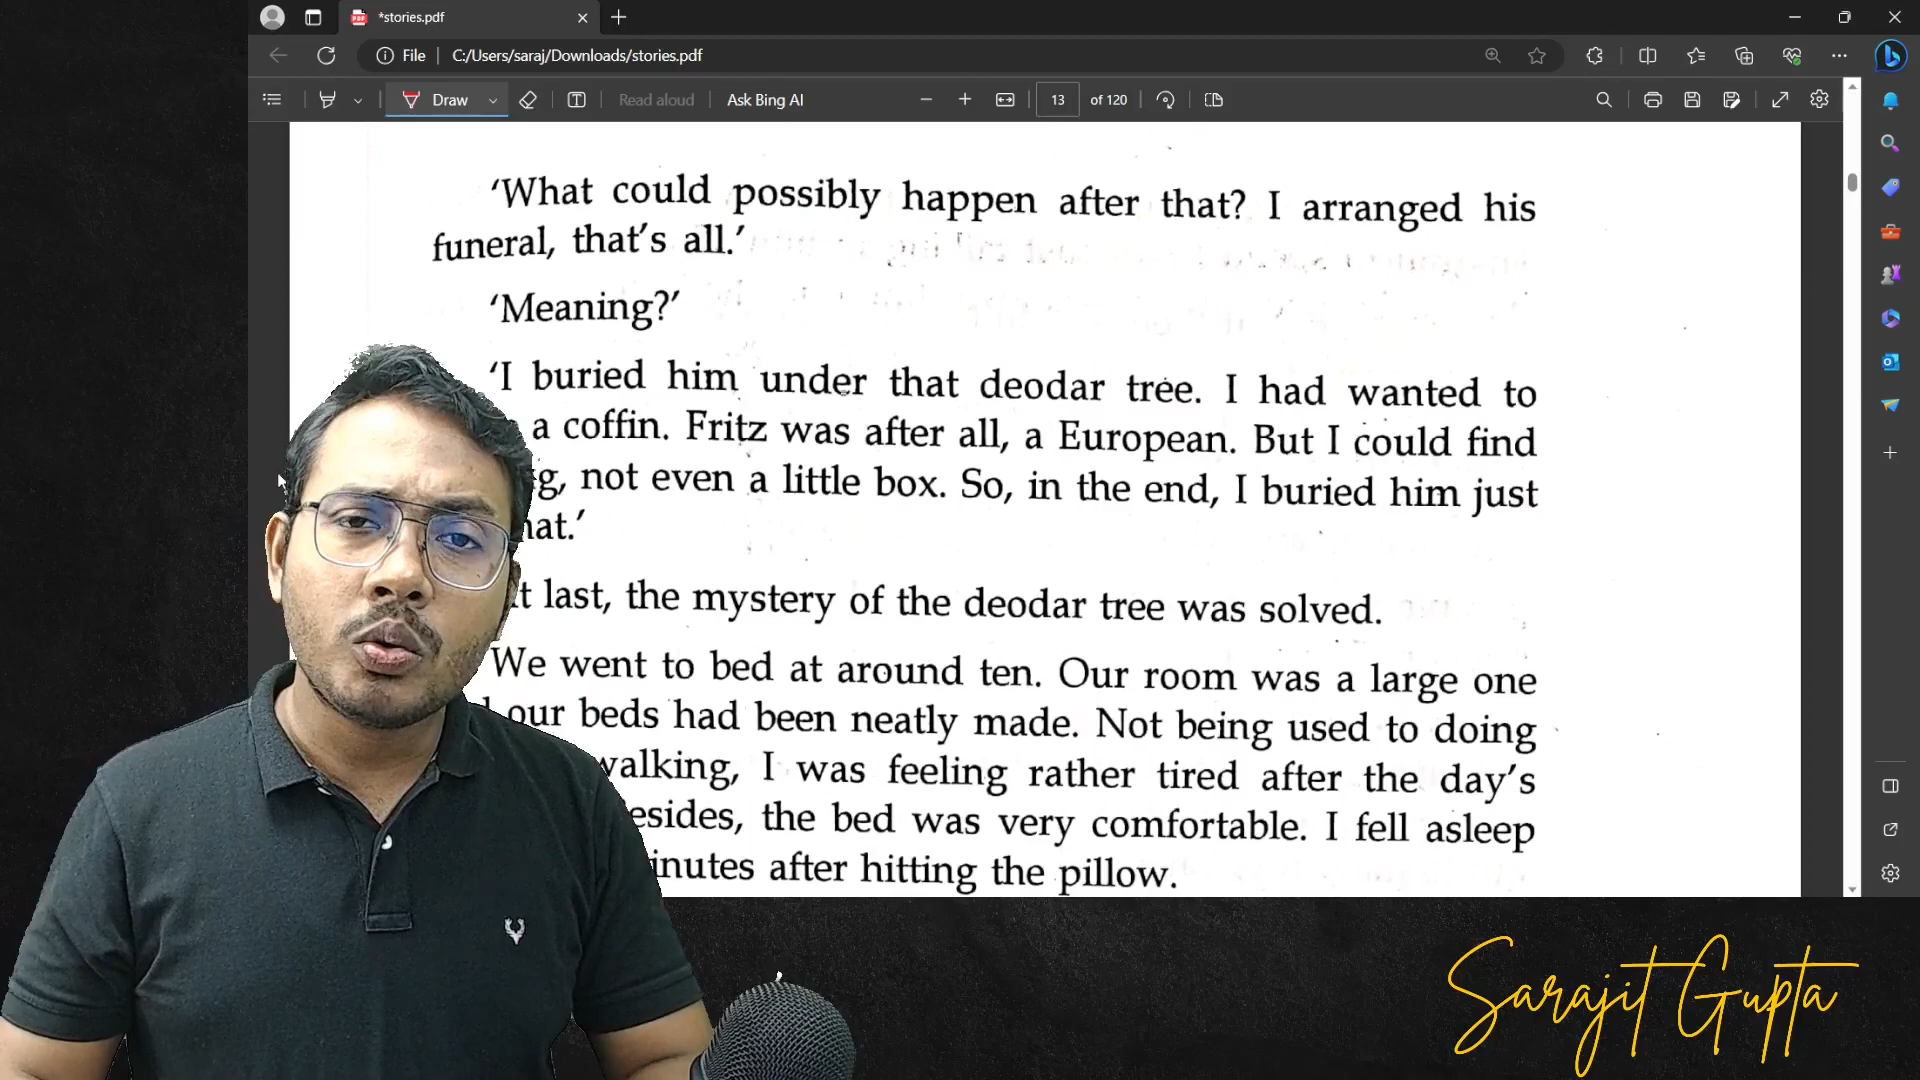 *stories.pdf
File
C:/Users/saraj/Downloads/stories.pdf
Draw
Read aloud
Ask Bing AI
13
of 120
‘What could possibly happen after that? I arranged his
funeral, that’s all.’
‘Meaning?’
‘I buried him under that deodar tree. I had wanted to
a coffin. Fritz was after all, a European. But I could find
not even a little box. So, in the end, I buried him just
last, the mystery of the deodar tree was solved.
We went to bed at around ten. Our room was a large one
our beds had been neatly made. Not being used to doing
walking, I was feeling rather tired after the day’s
the bed was very comfortable. I fell asleep
after hitting the pillow.
Sarajit Gupta